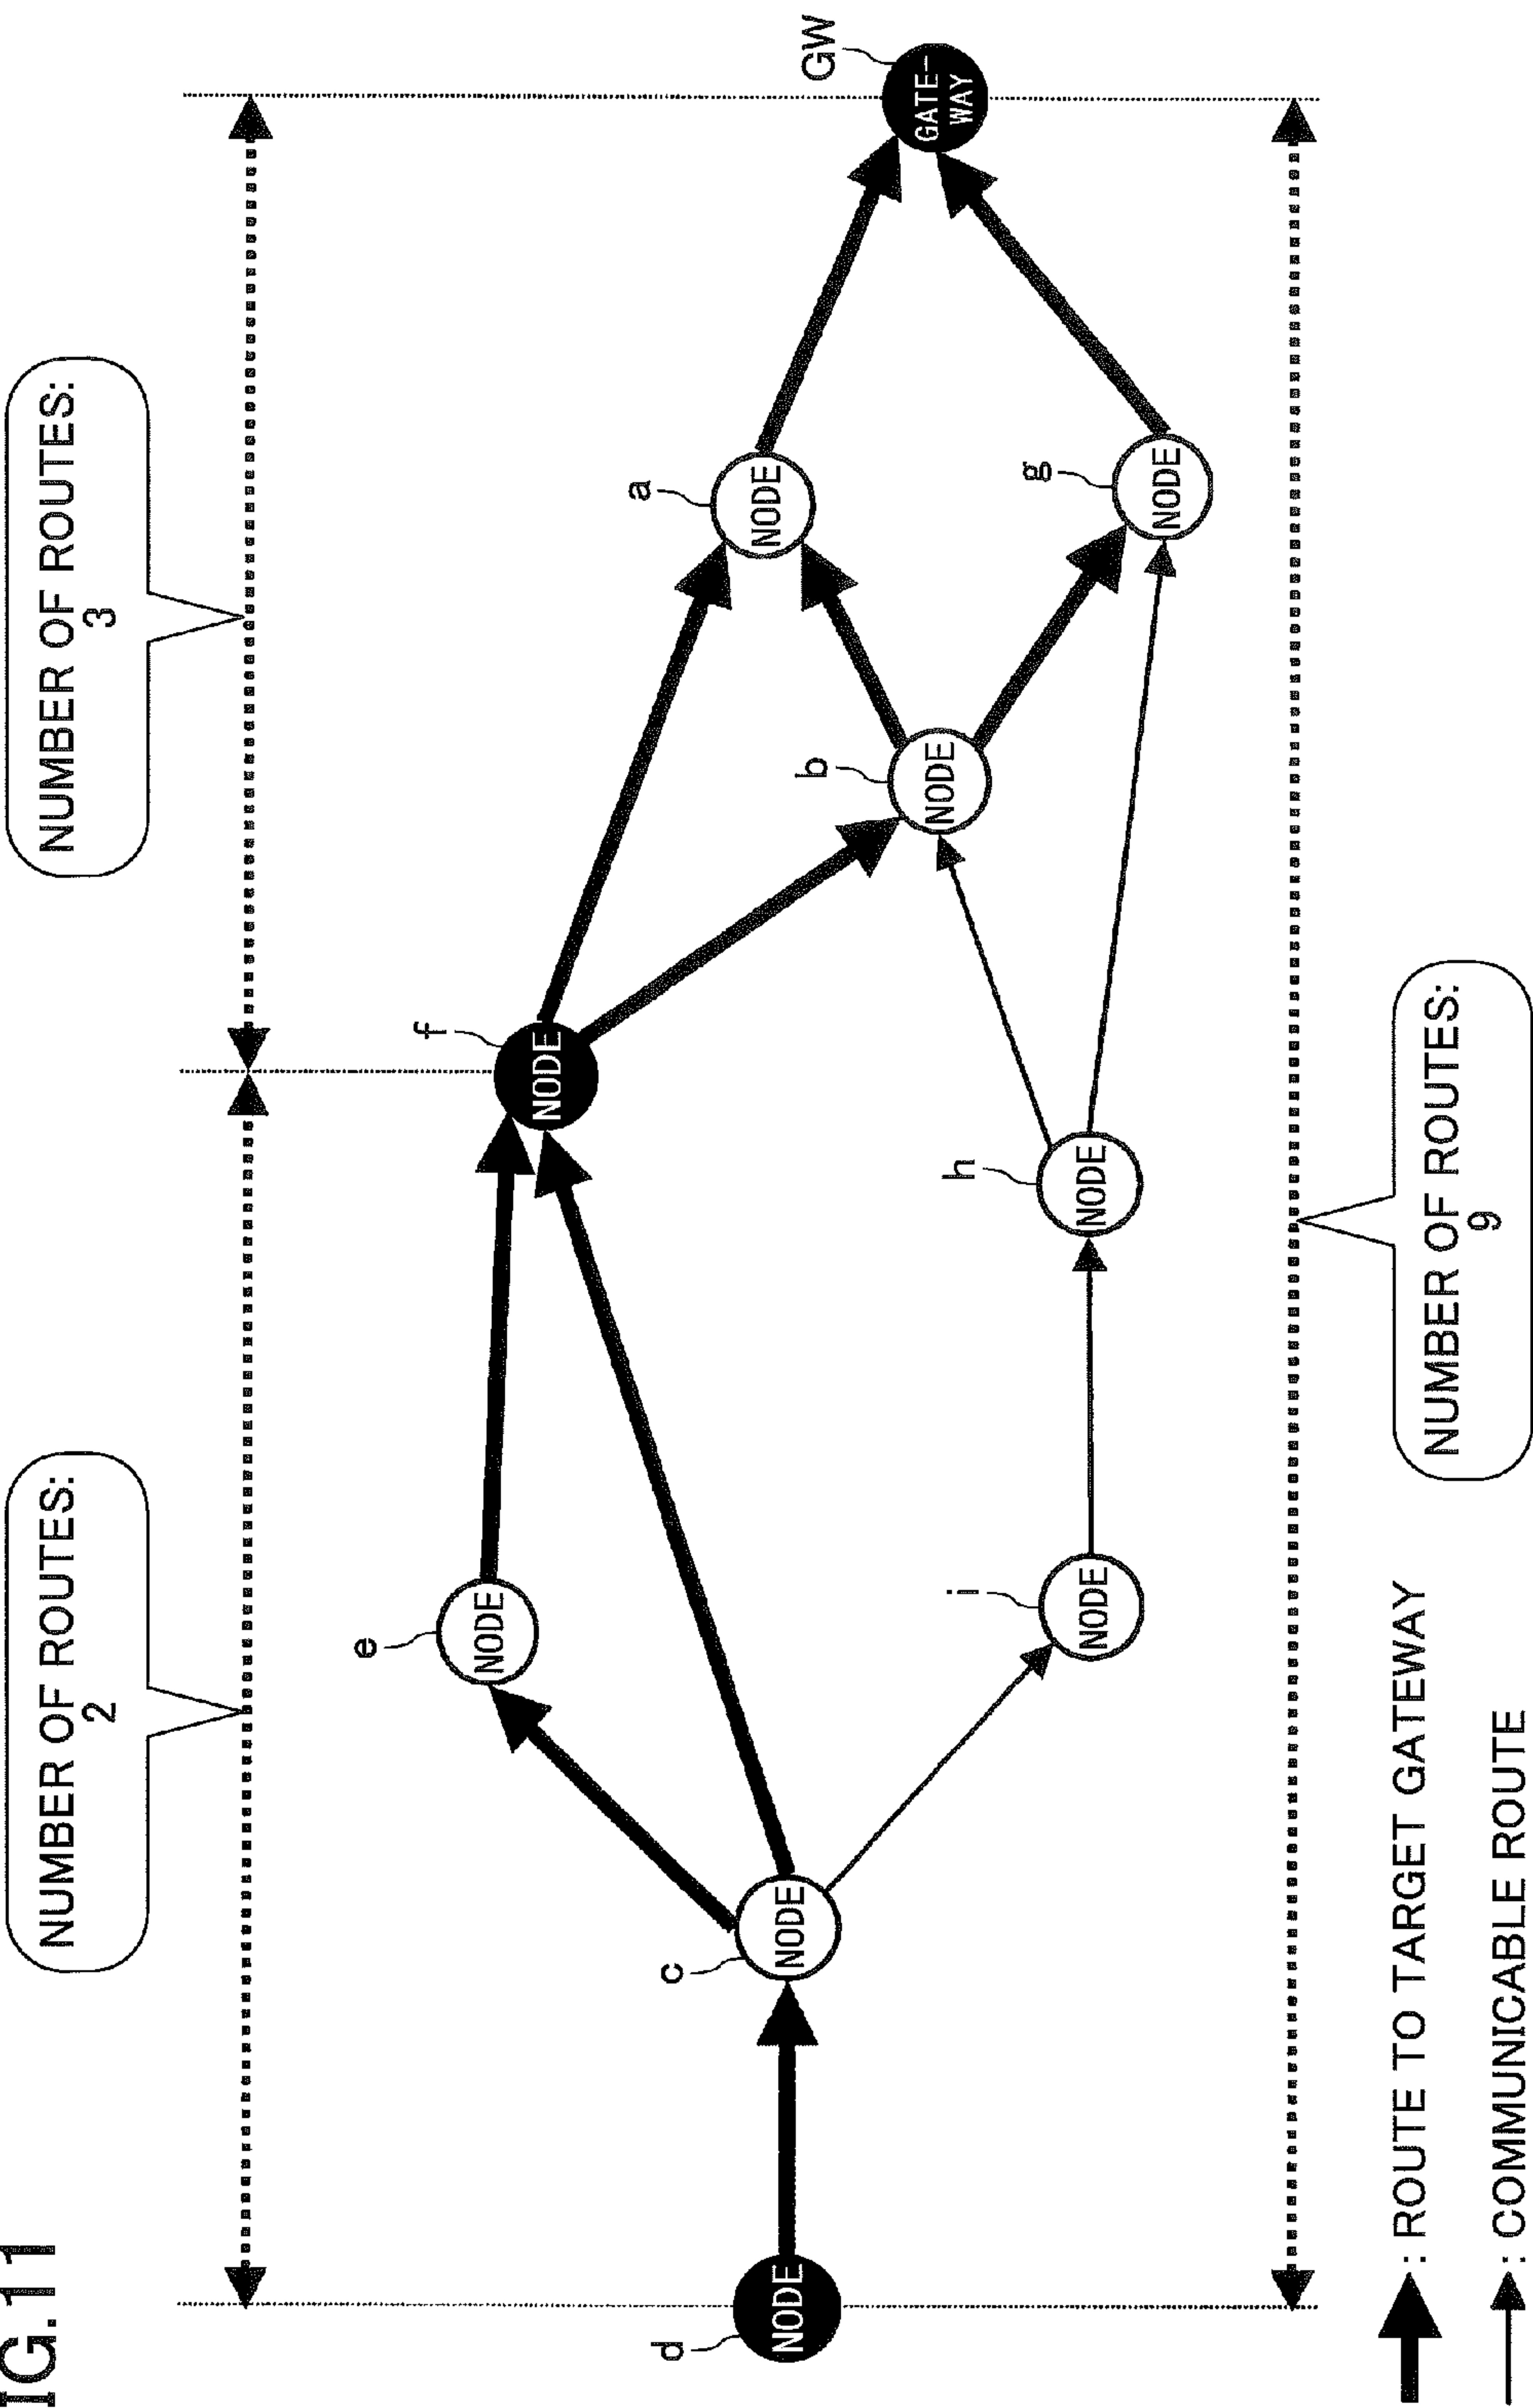 IG.11
NUMBER OF ROUTES:
2
NUMBER OF ROUTES:
3
e
NODE
f
NODE
a
NODE
GW
GATE-
WAY
d
NODE
c
NODE
b
NODE
g
NODE
i
NODE
h
NODE
NUMBER OF ROUTES:
9
: ROUTE TO TARGET GATEWAY
: COMMUNICABLE ROUTE